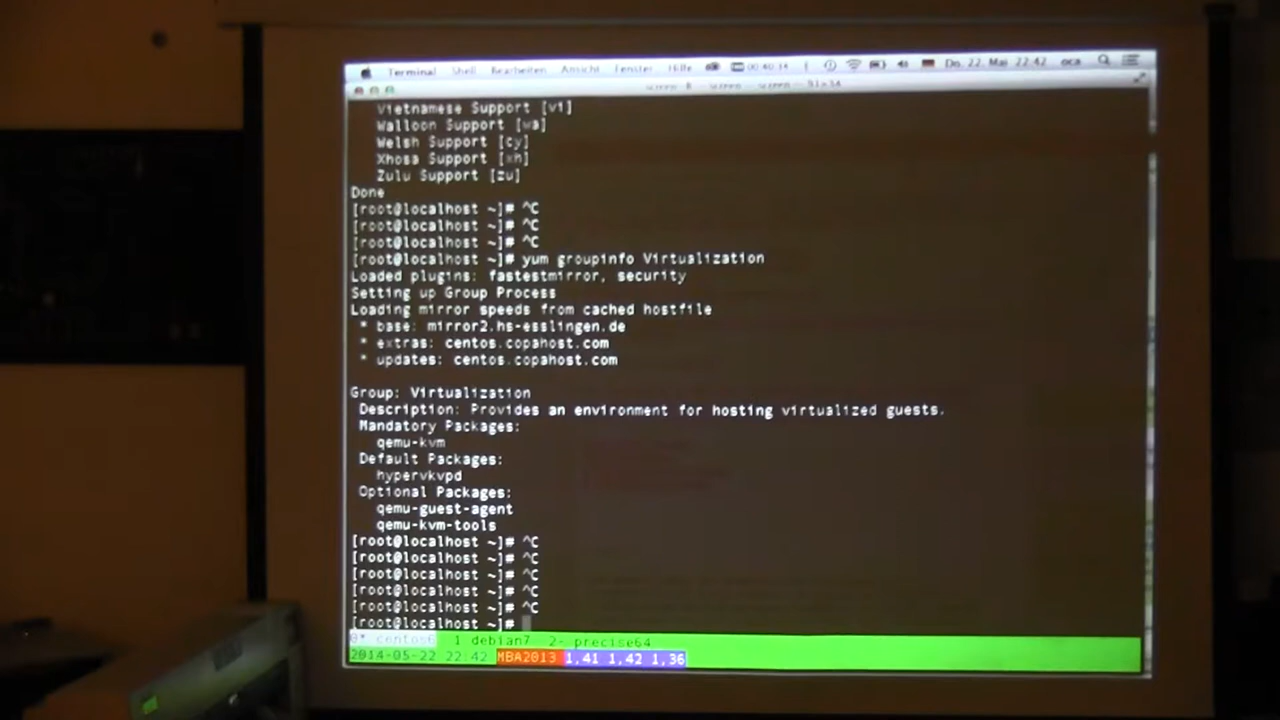 Terminal Shell Bearbeiten Ansicht Fenster Hilfe 00:40:34 Do. 22. Mai 22:42 oca
Vietnamese Support [vi]
Walloon Support [wa]
Welsh Support [cy]
Xhosa Support [xh]
Zulu Support [zu]
Done
[root@localhost ~]# ^C
[root@localhost ~]# ^C
[root@localhost ~]# ^C
[root@localhost ~]# yum groupinfo Virtualization
Loaded plugins: fastestmirror, security
Setting up Group Process
Loading mirror speeds from cached hostfile
* base: mirror2.hs-esslingen.de
* extras: centos.copahost.com
* updates: centos.copahost.com
Group: Virtualization
Description: Provides an environment for hosting virtualized guests.
Mandatory Packages:
qemu-kvm
Default Packages:
hypervkvpd
Optional Packages:
qemu-guest-agent
qemu-kvm-tools
[root@localhost ~]# ^C
[root@localhost ~]# ^C
[root@localhost ~]# ^C
[root@localhost ~]# ^C
[root@localhost ~]# ^C
[root@localhost ~]#
0* centos6 1 debian7 2- precise64
2014-05-22 22:42 MBA2013 1,41 1,42 1,36